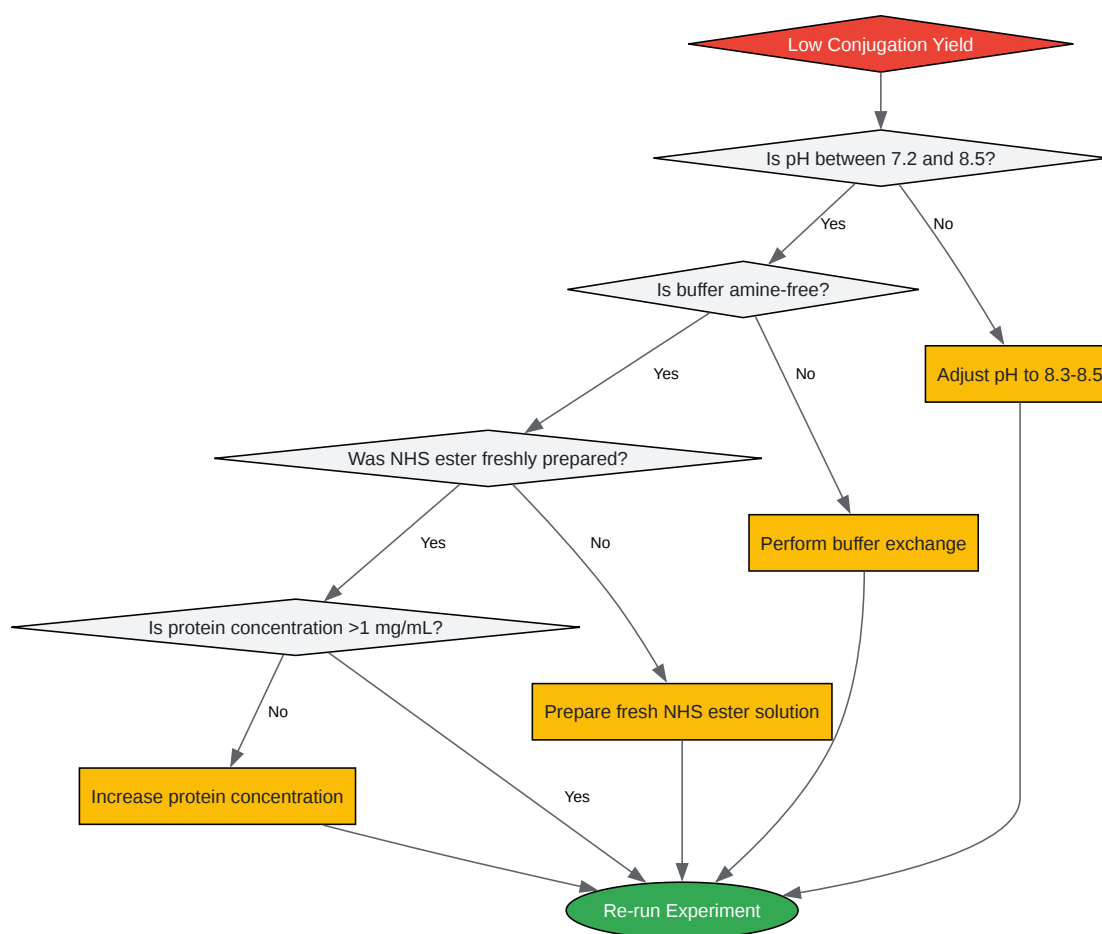 Low Conjugation Yield
Is pH between 7.2 and 8.5?
Yes
No
Is buffer amine-free?
Yes
No
Adjust pH to 8.3-8.5
Was NHS ester freshly prepared?
Yes
No
Perform buffer exchange
Is protein concentration >1 mg/mL?
No
Yes
Prepare fresh NHS ester solution
Increase protein concentration
Re-run Experiment